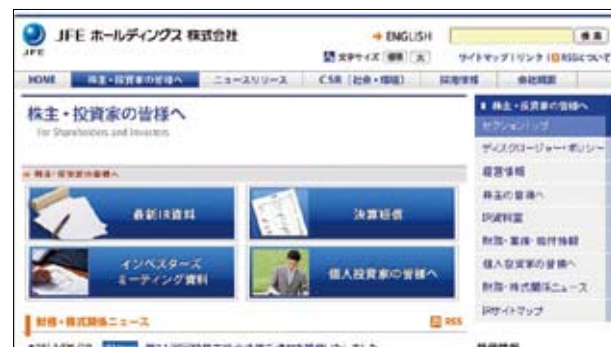 JFE ホールディングス 株式会社
JFE
ENGLISH
検索
文字サイズ 標準 大
サイトマップ | リンク | RSSについて
HOME
株主・投資家の皆様へ
ニュースリリース
CSR（社会・環境）
採用情報
会社概要
株主・投資家の皆様へ
For Shareholders and Investors
株主・投資家の皆様へ
最新IR資料
決算短信
インベスターズ
ミーティング資料
個人投資家の皆様へ
財務・株式関係ニュース
RSS
株主・投資家の皆様へ
セクショントップ
ディスクロージャー・ポリシー
経営情報
株主の皆様へ
IR資料室
財務・業績・格付情報
個人投資家の皆様へ
財務・株式関係ニュース
IRサイトマップ